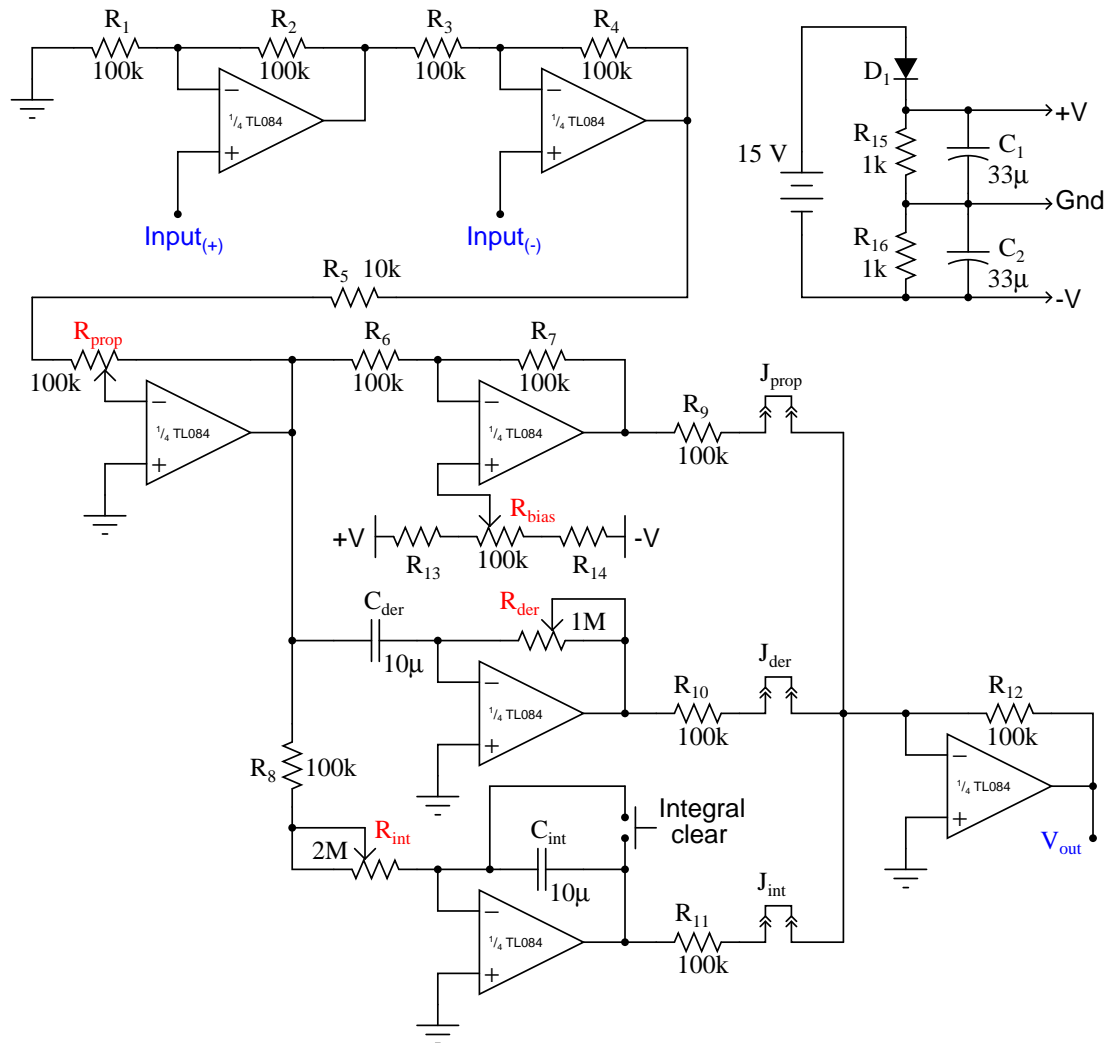 R1
100k
R2
100k
R3
100k
R4
100k
−
+
1/4 TL084
−
+
1/4 TL084
Input(+)
Input(-)
15 V
D1
R15
1k
C1
33µ
R16
1k
C2
33µ
+V
Gnd
-V
R5 10k
Rprop
100k
−
+
1/4 TL084
R6
100k
R7
100k
−
+
1/4 TL084
R9
100k
Jprop
Rbias
+V
R13
100k
R14
-V
Cder
10µ
Rder
1M
−
+
1/4 TL084
R10
100k
Jder
R12
100k
−
+
1/4 TL084
Vout
R8 100k
Rint
2M
Cint
10µ
Integral
clear
−
+
1/4 TL084
R11
100k
Jint